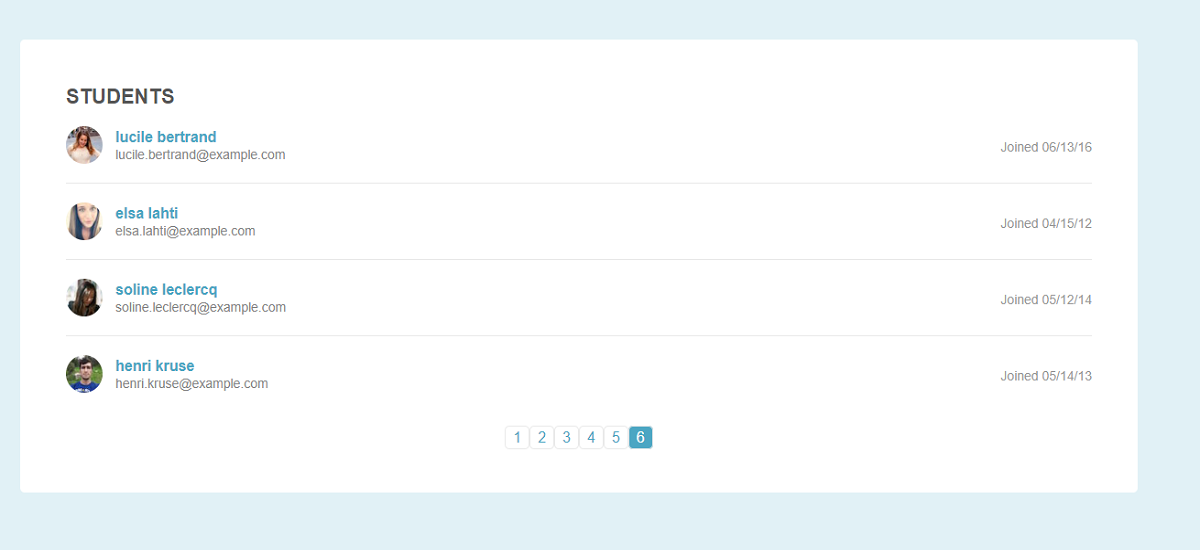 STUDENTS
lucile bertrand
lucile.bertrand@example.com
Joined 06/13/16
elsa lahti
elsa.lahti@example.com
Joined 04/15/12
soline leclercq
soline.leclercq@example.com
Joined 05/12/14
henri kruse
henri.kruse@example.com
Joined 05/14/13
1 2 3 4 5 6